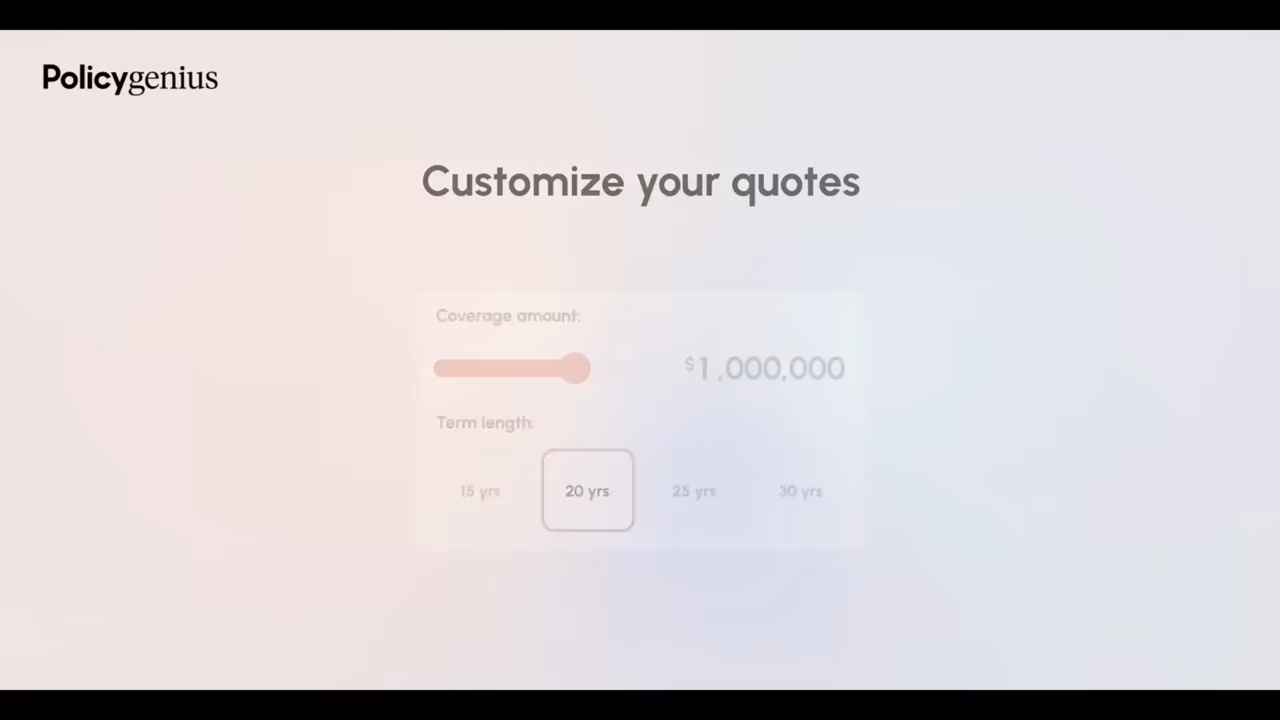 Policygenius
Customize your quotes
Coverage amount:
$1,000,000
Term length:
15 yrs 20 yrs 25 yrs 30 yrs